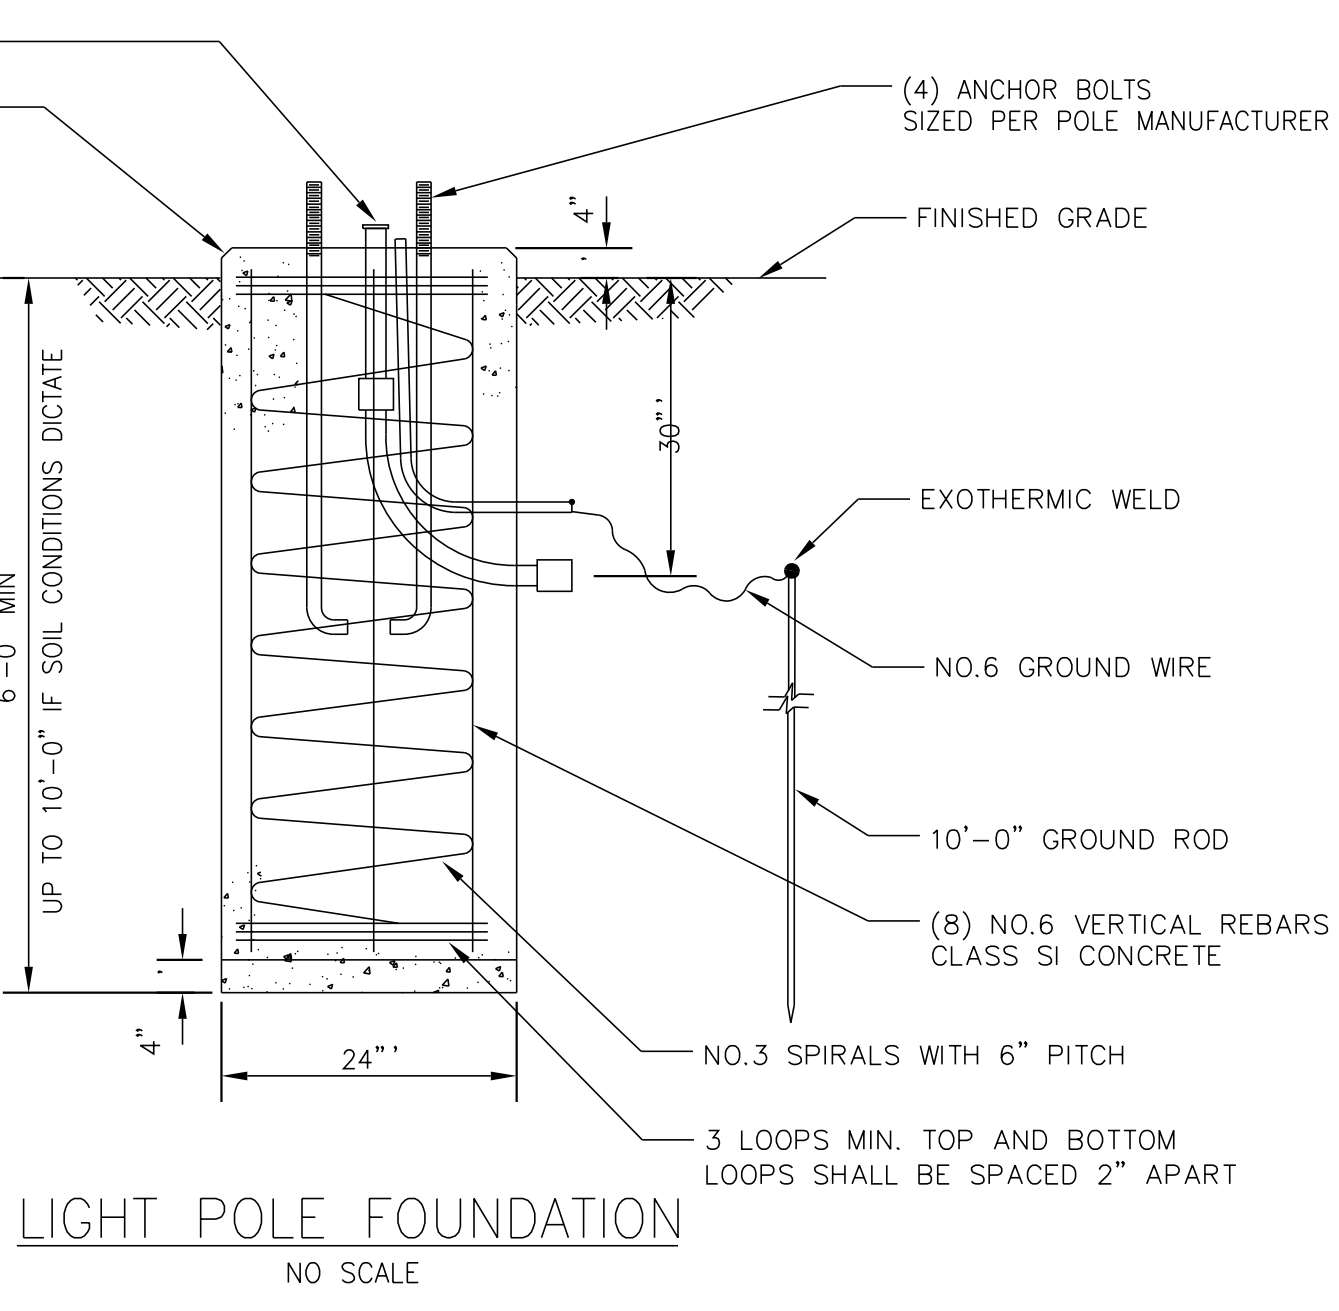 (4) ANCHOR BOLTS
SIZED PER POLE MANUFACTURER
4"
FINISHED GRADE
30"'
EXOTHERMIC WELD
NO.6 GROUND WIRE
6'-0" MIN
UP TO 10'-0" IF SOIL CONDITIONS DICTATE
10'-0" GROUND ROD
(8) NO.6 VERTICAL REBARS
CLASS SI CONCRETE
4"
24"'
NO.3 SPIRALS WITH 6" PITCH
3 LOOPS MIN. TOP AND BOTTOM
LOOPS SHALL BE SPACED 2" APART
LIGHT POLE FOUNDATION
NO SCALE